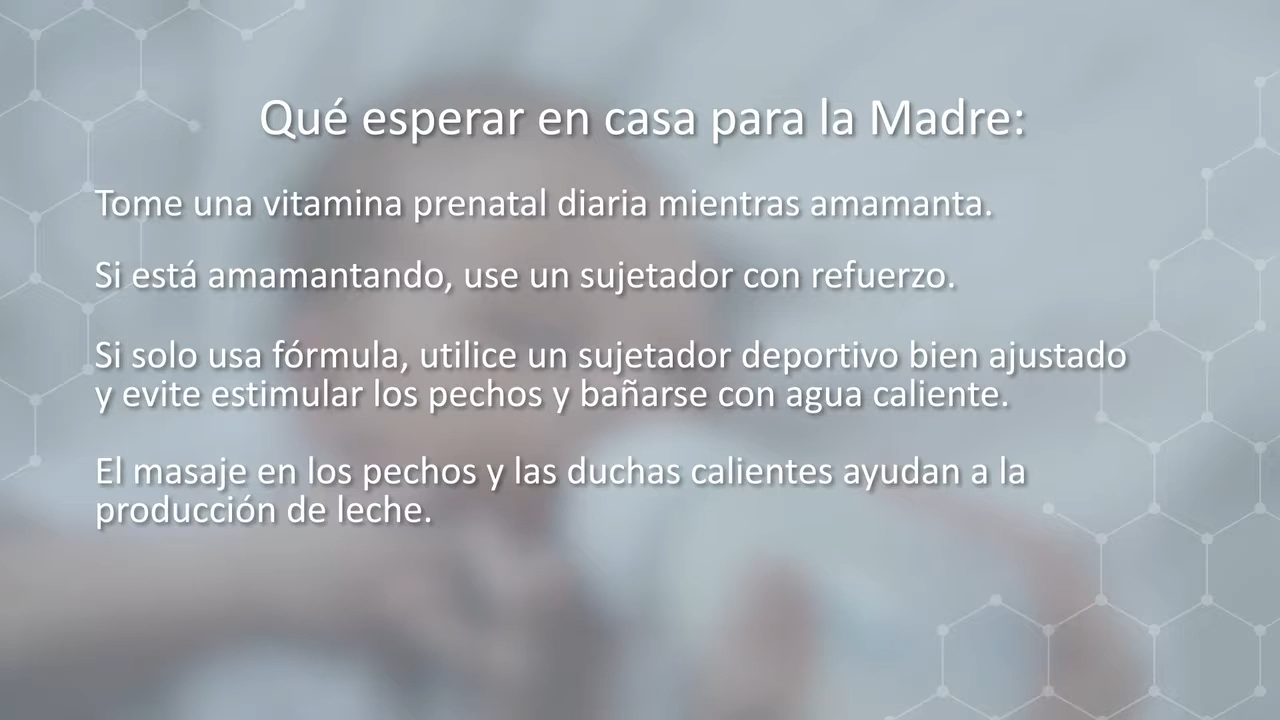 Qué esperar en casa para la Madre:
Tome una vitamina prenatal diaria mientras amamanta.
Si está amamantando, use un sujetador con refuerzo.
Si solo usa fórmula, utilice un sujetador deportivo bien ajustado
y evite estimular los pechos y bañarse con agua caliente.
El masaje en los pechos y las duchas calientes ayudan a la
producción de leche.